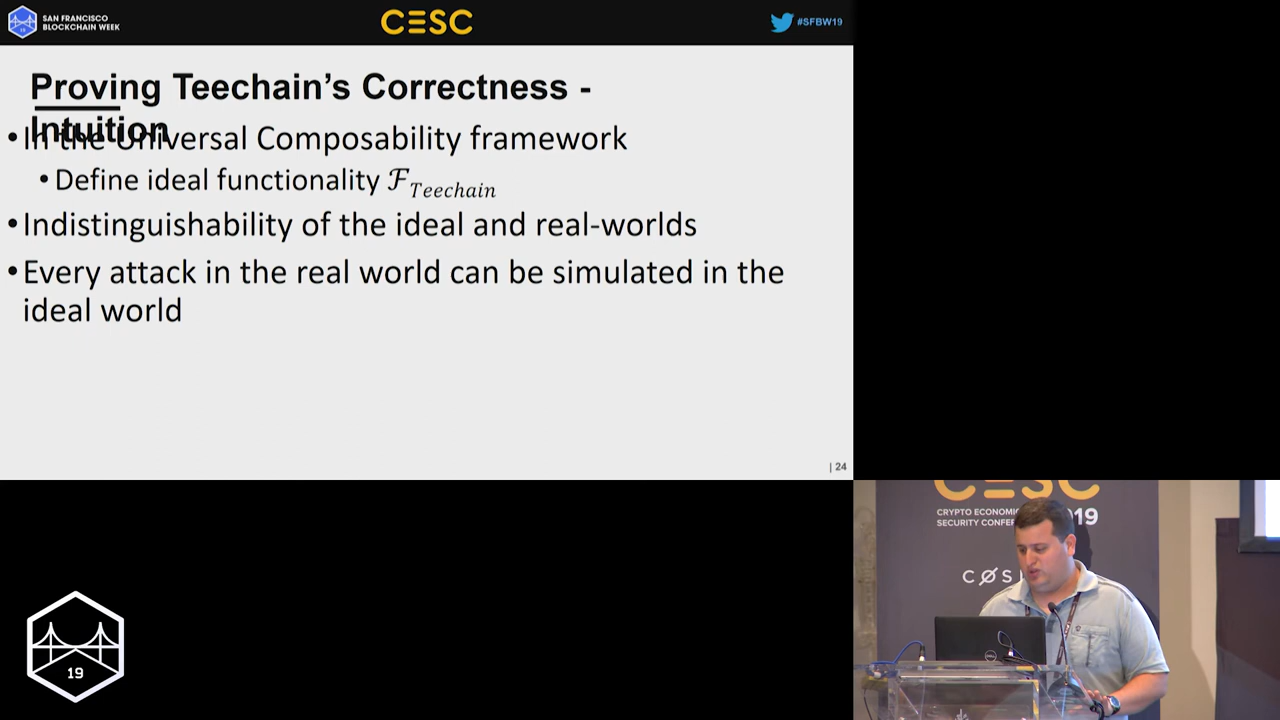 SAN FRANCISCO
BLOCKCHAIN WEEK
19
CESC
#SFBW19
Proving Teechain’s Correctness -
Intuition
• In the Universal Composability framework
• Define ideal functionality ℱ_Teechain
• Indistinguishability of the ideal and real-worlds
• Every attack in the real world can be simulated in the
ideal world
| 24
19
CESC
CRYPTO ECONOMIC
SECURITY 19
DELL